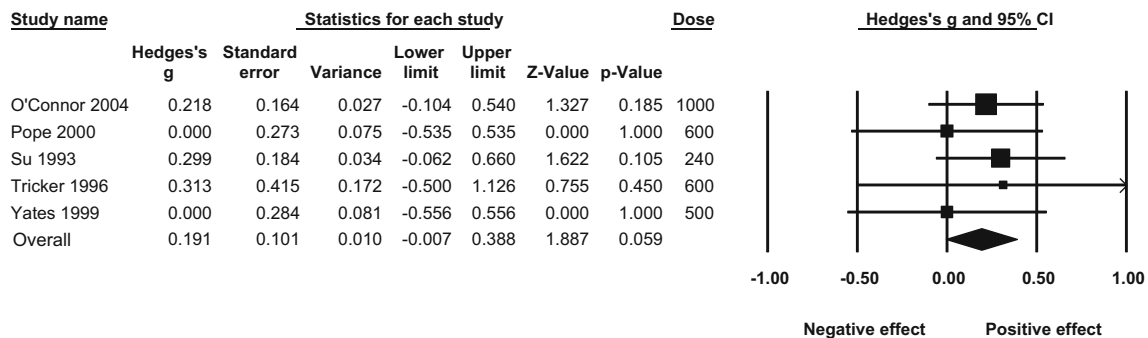 Study name Statistics for each study Dose Hedges's g and 95% CI
Hedges's Standard Lower Upper
g error Variance limit limit Z-Value p-Value
O'Connor 2004 0.218 0.164 0.027 -0.104 0.540 1.327 0.185 1000
Pope 2000 0.000 0.273 0.075 -0.535 0.535 0.000 1.000 600
Su 1993 0.299 0.184 0.034 -0.062 0.660 1.622 0.105 240
Tricker 1996 0.313 0.415 0.172 -0.500 1.126 0.755 0.450 600
Yates 1999 0.000 0.284 0.081 -0.556 0.556 0.000 1.000 500
Overall 0.191 0.101 0.010 -0.007 0.388 1.887 0.059
-1.00 -0.50 0.00 0.50 1.00
Negative effect Positive effect